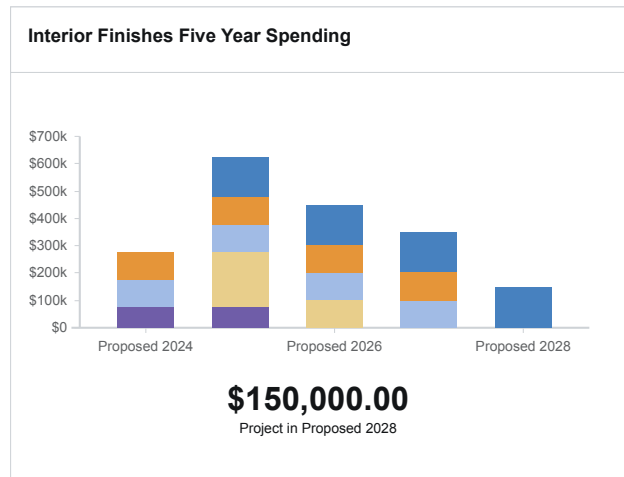 Interior Finishes Five Year Spending
$700k
$600k
$500k
$400k
$300k
$200k
$100k
$0
Proposed 2024 Proposed 2026 Proposed 2028
$150,000.00
Project in Proposed 2028